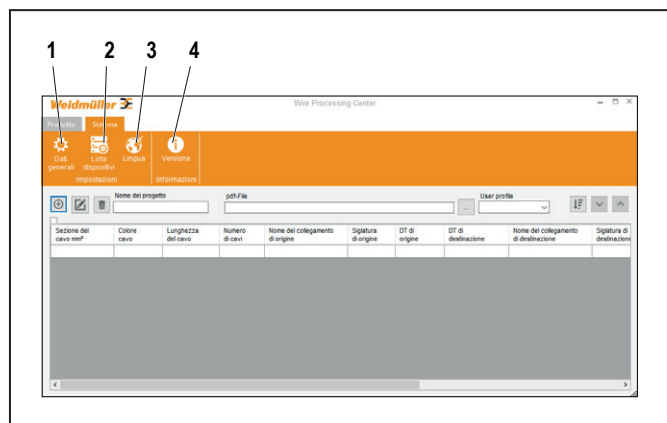 1 2 3 4
Weidmüller
Wire Processing Center
Progetto Sistema
Dati generali
Lista dispositivi
Lingua
Versione
Impostazioni
Informazioni
Nome del progetto
pdf-File
...
User profile
Sezione del cavo mm²
Colore cavo
Lunghezza del cavo
Numero di cavi
Nome del collegamento di origine
Siglatura di origine
DT di origine
DT di destinazione
Nome del collegamento di destinazione
Siglatura di destinazione